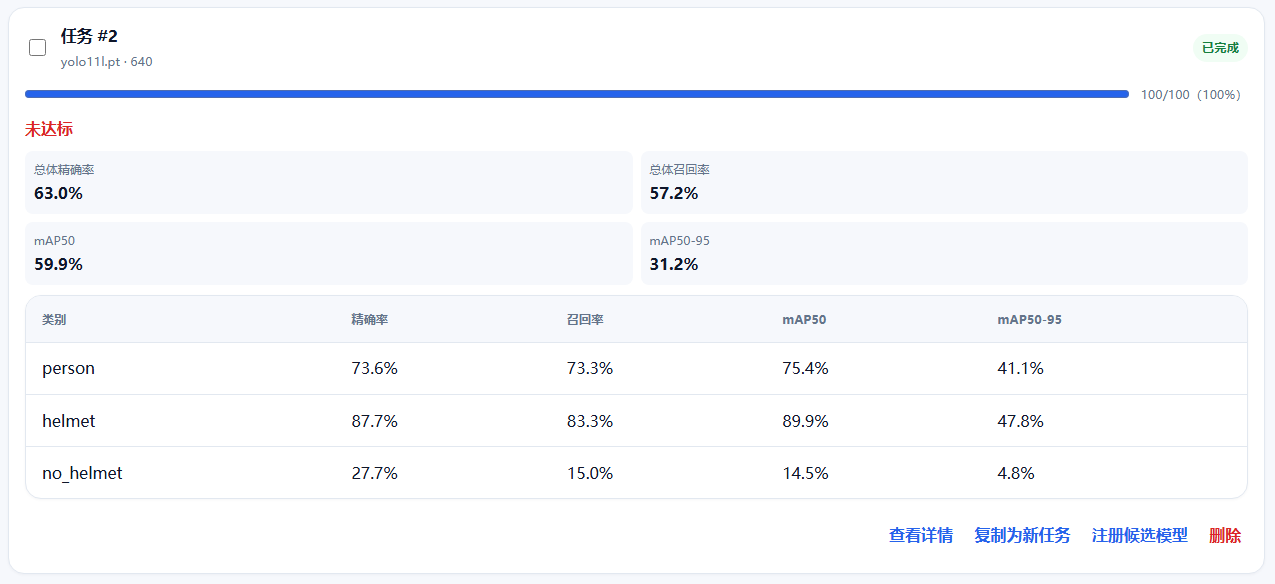 任务 #2
yolo11l.pt · 640
已完成
100/100（100%）
未达标
总体精确率
63.0%
总体召回率
57.2%
mAP50
59.9%
mAP50-95
31.2%
类别 精确率 召回率 mAP50 mAP50-95
person 73.6% 73.3% 75.4% 41.1%
helmet 87.7% 83.3% 89.9% 47.8%
no_helmet 27.7% 15.0% 14.5% 4.8%
查看详情 复制为新任务 注册候选模型 删除